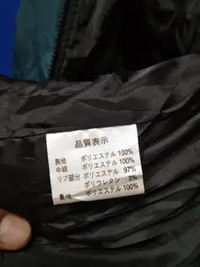 品質表示
表地 ポリエステル 100%
中綿 ポリエステル 100%
リブ部分 ポリエステル 97%
ポリウレタン 3%
裏地 ポリエステル 100%